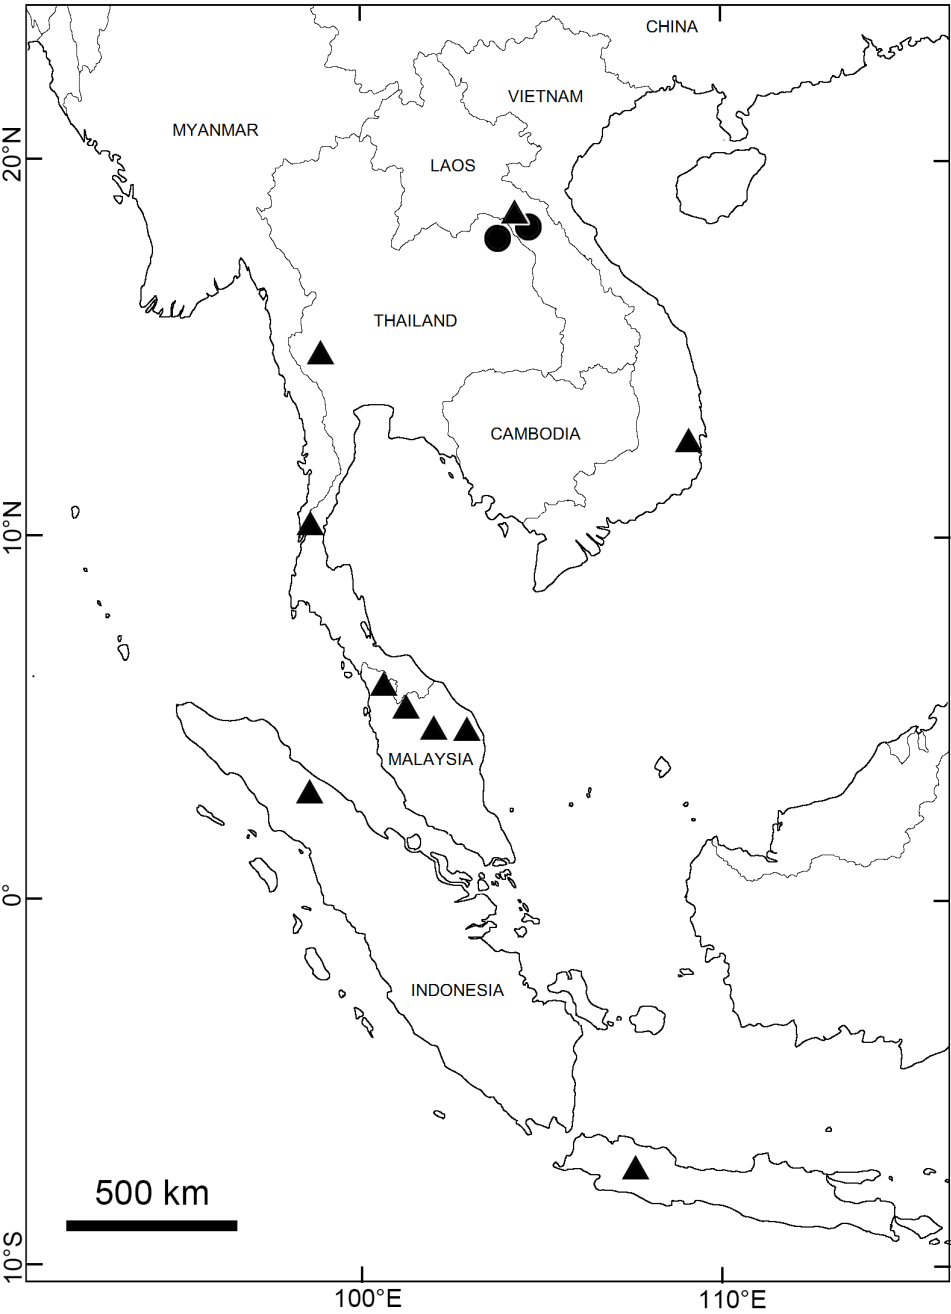 CHINA
VIETNAM
MYANMAR
20°N
LAOS
THAILAND
CAMBODIA
10°N
MALAYSIA
0°
INDONESIA
500 km
10°S
100°E
110°E